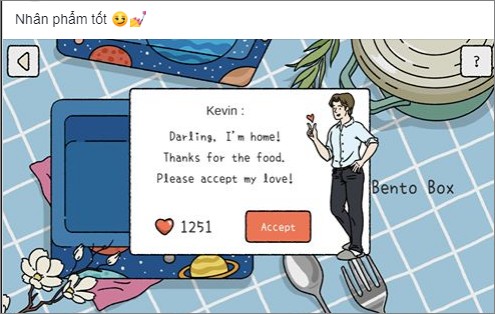 Nhân phẩm tốt
?
Kevin :
Darling, I'm home!
Thanks for the food.
Please accept my love!
Bento Box
1251
Accept